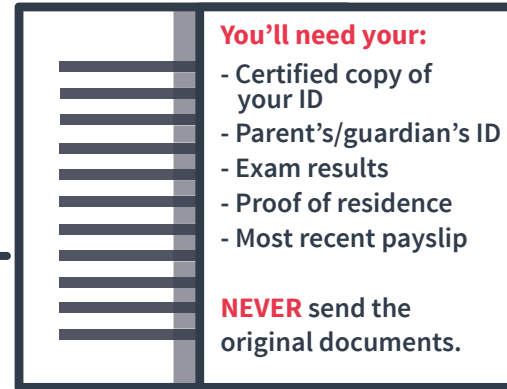 You’ll need your:
- Certified copy of
your ID
- Parent’s/guardian’s ID
- Exam results
- Proof of residence
- Most recent payslip
NEVER send the
original documents.